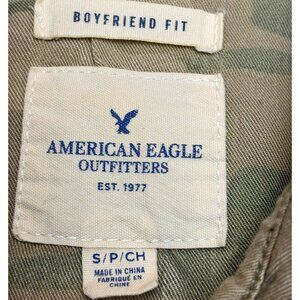 BOYFRIEND FIT
AMERICAN EAGLE
OUTFITTERS
EST. 1977
S/P/CH
MADE IN CHINA
FABRIQUÉ EN
CHINE